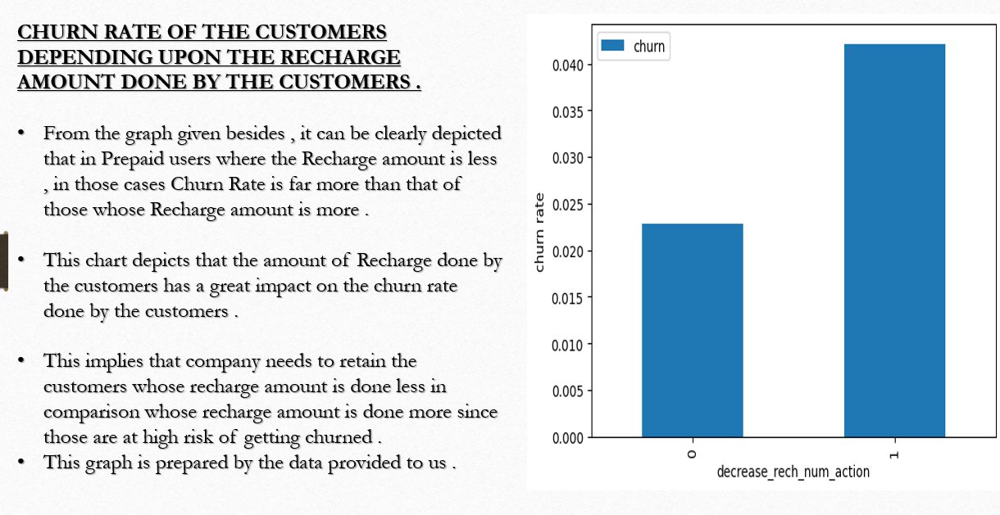 CHURN RATE OF THE CUSTOMERS
DEPENDING UPON THE RECHARGE
AMOUNT DONE BY THE CUSTOMERS .
• From the graph given besides , it can be clearly depicted
that in Prepaid users where the Recharge amount is less
, in those cases Churn Rate is far more than that of
those whose Recharge amount is more .
• This chart depicts that the amount of Recharge done by
the customers has a great impact on the churn rate
done by the customers .
• This implies that company needs to retain the
customers whose recharge amount is done less in
comparison whose recharge amount is done more since
those are at high risk of getting churned .
• This graph is prepared by the data provided to us .
churn
churn rate
0.040
0.035
0.030
0.025
0.020
0.015
0.010
0.005
0.000
0
1
decrease_rech_num_action